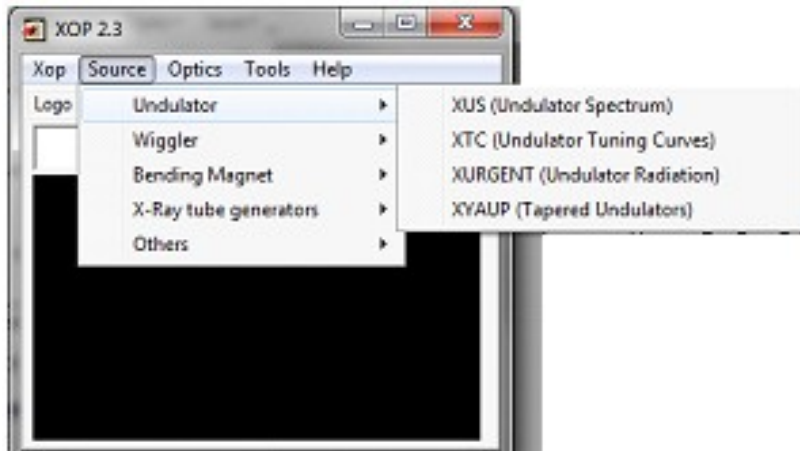 XOP 2.3
Xop Source Optics Tools Help
Logo
Undulator
Wiggler
Bending Magnet
X-Ray tube generators
Others
XUS (Undulator Spectrum)
XTC (Undulator Tuning Curves)
XURGENT (Undulator Radiation)
XYAUP (Tapered Undulators)